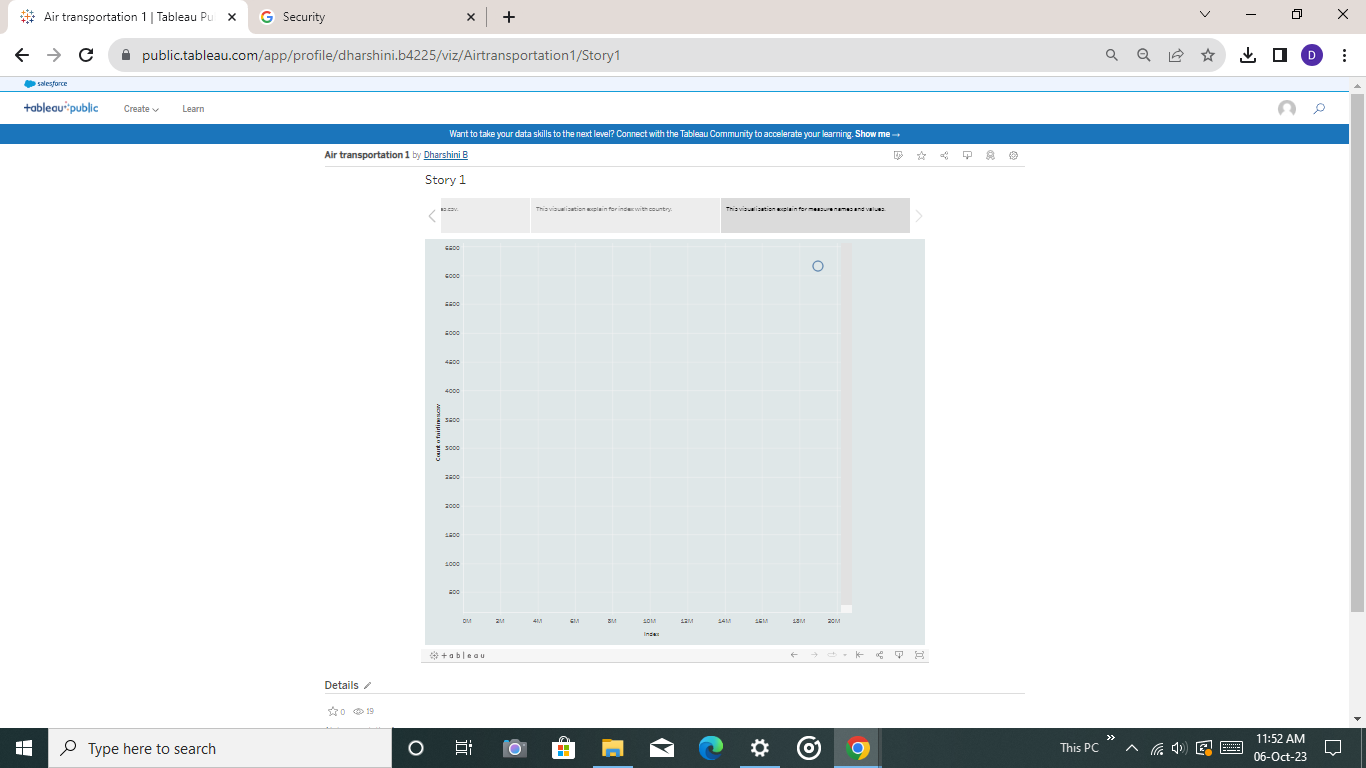 Air transportation 1 | Tableau Pu
Security
public.tableau.com/app/profile/dharshini.b4225/viz/Airtransportation1/Story1
D
salesforce
+ableau public
Create
Learn
Want to take your data skills to the next level? Connect with the Tableau Community to accelerate your learning. Show me →
Air transportation 1 by Dharshini B
Story 1
This visualization explain for index with country.
This visualization explain for measure names and values.
6500
6000
5500
5000
4500
4000
3500
3000
2500
2000
1500
1000
500
Count of airlines.csv
0M 2M 4M 6M 8M 10M 12M 14M 16M 18M 20M
Index
+ableau
Details
0 19
Type here to search
This PC
11:52 AM
06-Oct-23